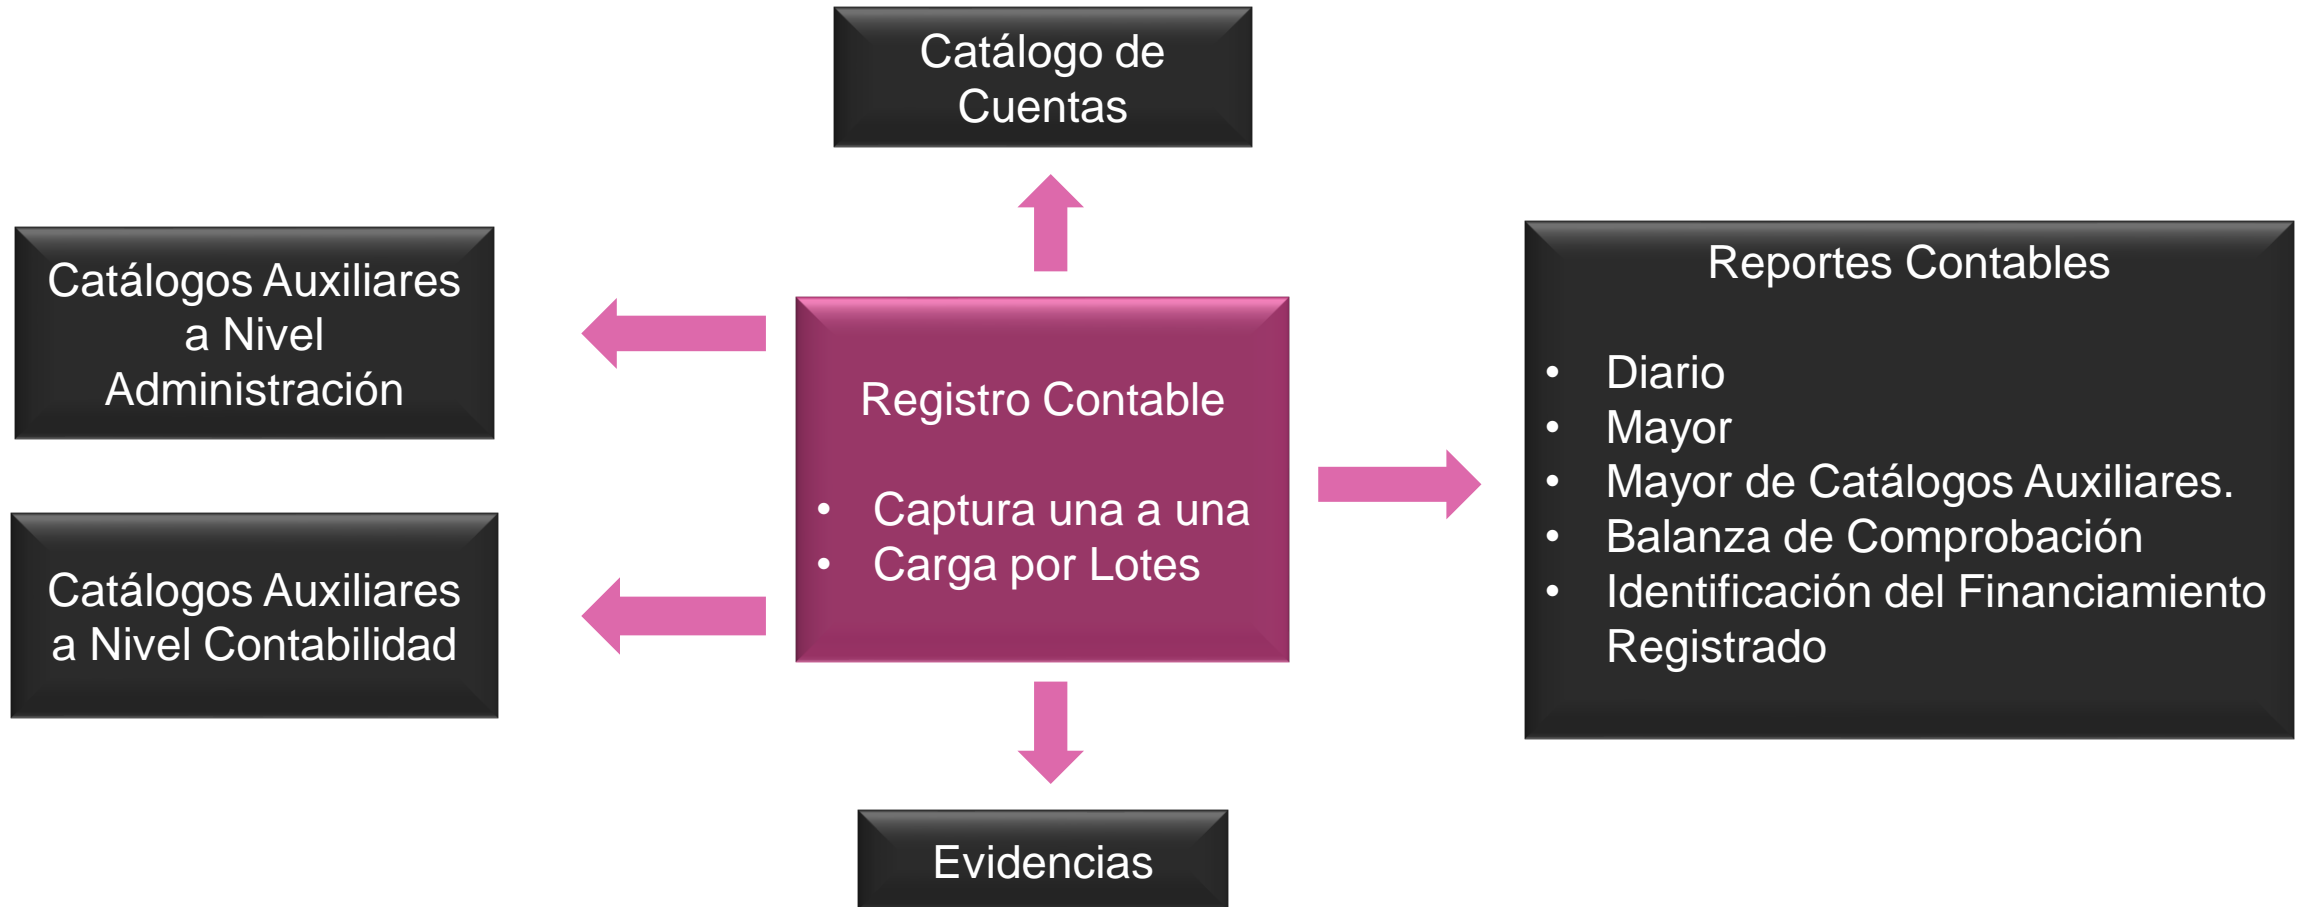 Catálogo de
Cuentas
Catálogos Auxiliares
a Nivel
Administración
Catálogos Auxiliares
a Nivel Contabilidad
Registro Contable
• Captura una a una
• Carga por Lotes
Reportes Contables
• Diario
• Mayor
• Mayor de Catálogos Auxiliares.
• Balanza de Comprobación
• Identificación del Financiamiento
Registrado
Evidencias